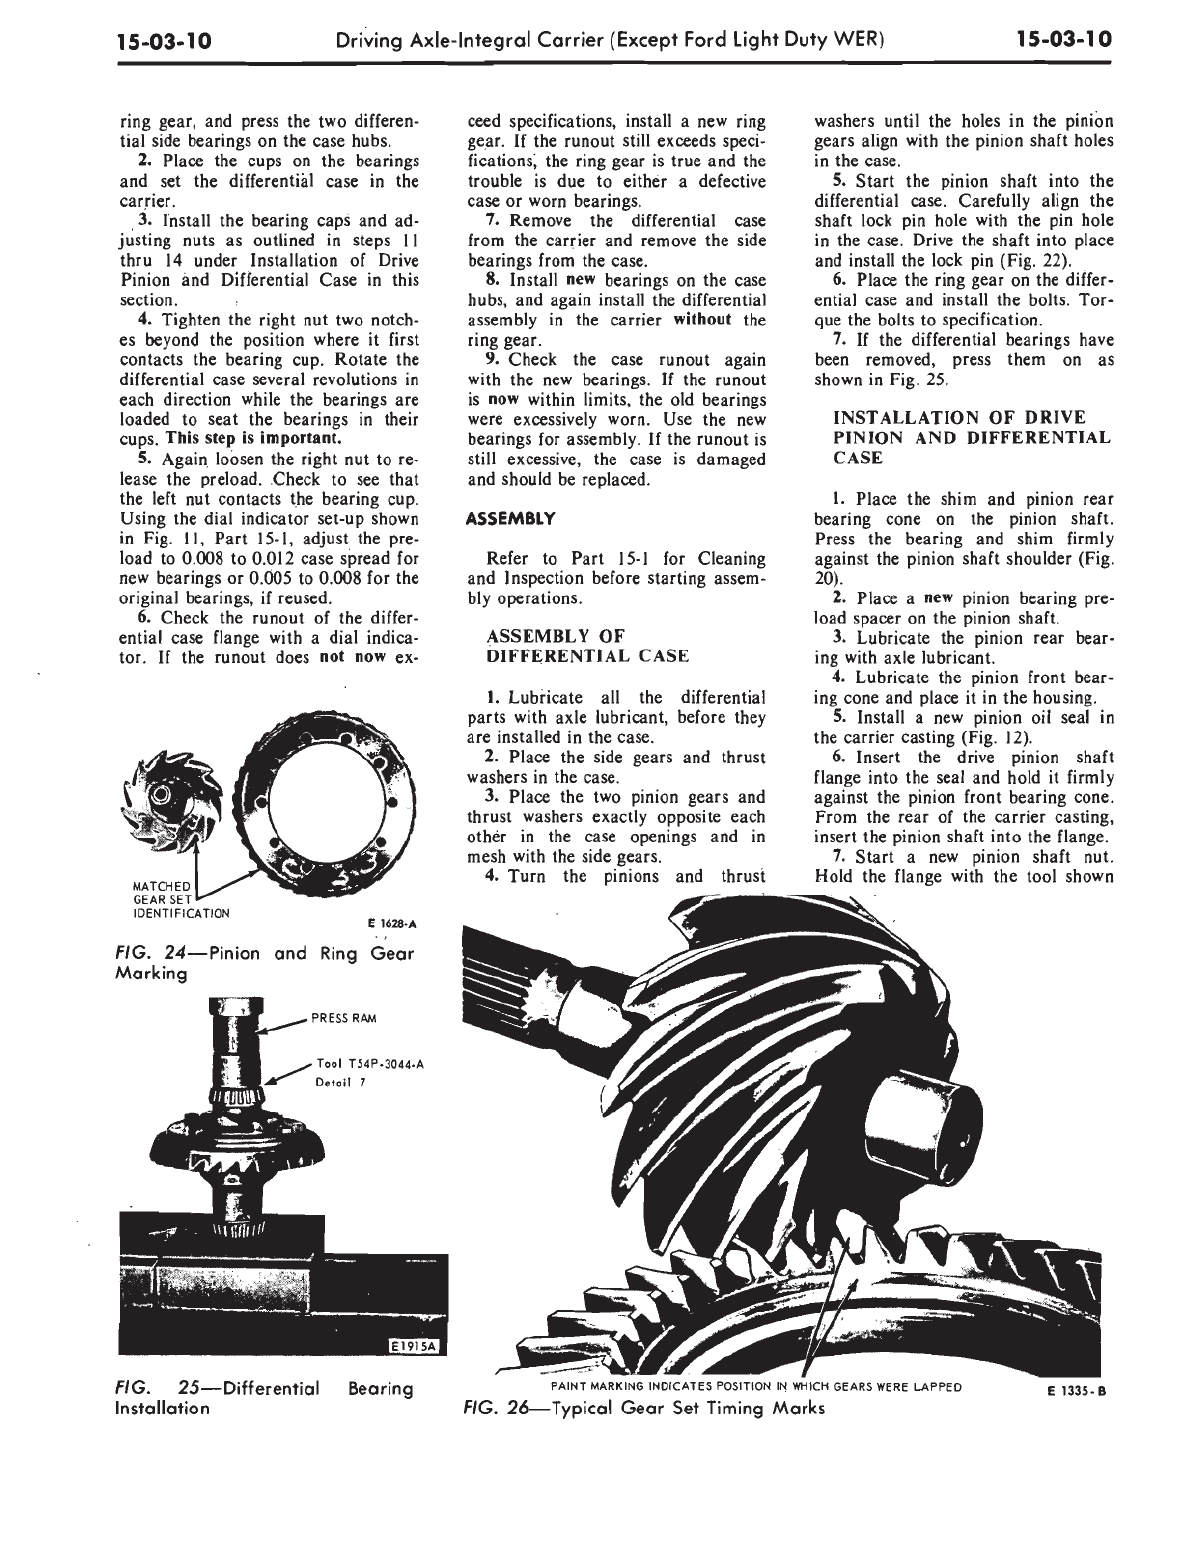 15-03-10
Driving Axle-Integral Carrier (Except Ford Light Duty WER)
15-03-10
ring gear, and press the two differen-
tial side bearings on the case hubs.
2. Place the cups on the bearings
and set the differential case in the
carrier.
3. Install the bearing caps and ad-
justing nuts as outlined in steps 11
thru 14 under Installation of Drive
Pinion and Differential Case in this
section.
4. Tighten the right nut two notch-
es beyond the position where it first
contacts the bearing cup. Rotate the
differential case several revolutions in
each direction while the bearings are
loaded to seat the bearings in their
cups. This step is important.
5. Again loosen the right nut to re-
lease the preload. Check to see that
the left nut contacts the bearing cup.
Using the dial indicator set-up shown
in Fig. 11, Part 15-1, adjust the pre-
load to 0.008 to 0.012 case spread for
new bearings or 0.005 to 0.008 for the
original bearings, if reused.
6. Check the runout of the differ-
ential case flange with a dial indica-
tor. If the runout does not now ex-
MATCHED
GEAR SET
IDENTIFICATION
E 1628-A
FIG. 24—Pinion and Ring Gear
Marking
PRESS RAM
Tool T54P-3044-A
Detail 7
E1915A
FIG. 25—Differential Bearing
Installation
ceed specifications, install a new ring
gear. If the runout still exceeds speci-
fications, the ring gear is true and the
trouble is due to either a defective
case or worn bearings.
7. Remove the differential case
from the carrier and remove the side
bearings from the case.
8. Install new bearings on the case
hubs, and again install the differential
assembly in the carrier without the
ring gear.
9. Check the case runout again
with the new bearings. If the runout
is now within limits, the old bearings
were excessively worn. Use the new
bearings for assembly. If the runout is
still excessive, the case is damaged
and should be replaced.
ASSEMBLY
Refer to Part 15-1 for Cleaning
and Inspection before starting assem-
bly operations.
ASSEMBLY OF
DIFFERENTIAL CASE
1. Lubricate all the differential
parts with axle lubricant, before they
are installed in the case.
2. Place the side gears and thrust
washers in the case.
3. Place the two pinion gears and
thrust washers exactly opposite each
other in the case openings and in
mesh with the side gears.
4. Turn the pinions and thrust
washers until the holes in the pinion
gears align with the pinion shaft holes
in the case.
5. Start the pinion shaft into the
differential case. Carefully align the
shaft lock pin hole with the pin hole
in the case. Drive the shaft into place
and install the lock pin (Fig. 22).
6. Place the ring gear on the differ-
ential case and install the bolts. Tor-
que the bolts to specification.
7. If the differential bearings have
been removed, press them on as
shown in Fig. 25.
INSTALLATION OF DRIVE
PINION AND DIFFERENTIAL
CASE
1. Place the shim and pinion rear
bearing cone on the pinion shaft.
Press the bearing and shim firmly
against the pinion shaft shoulder (Fig.
20).
2. Place a new pinion bearing pre-
load spacer on the pinion shaft.
3. Lubricate the pinion rear bear-
ing with axle lubricant.
4. Lubricate the pinion front bear-
ing cone and place it in the housing.
5. Install a new pinion oil seal in
the carrier casting (Fig. 12).
6. Insert the drive pinion shaft
flange into the seal and hold it firmly
against the pinion front bearing cone.
From the rear of the carrier casting,
insert the pinion shaft into the flange.
7. Start a new pinion shaft nut.
Hold the flange with the tool shown
PAINT MARKING INDICATES POSITION IN WHICH GEARS WERE LAPPED
E 1335-B
FIG. 26—Typical Gear Set Timing Marks